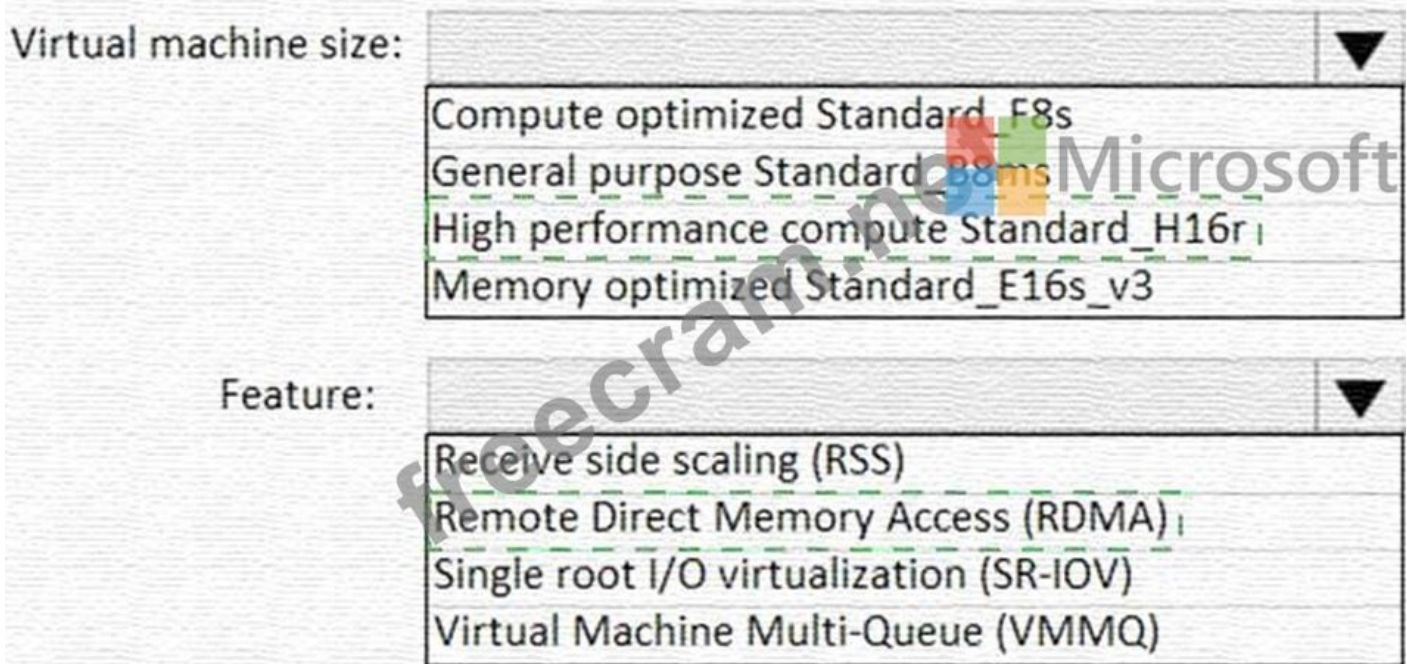 Virtual machine size:
Compute optimized Standard_F8s
General purpose Standard_B8ms
Microsoft
High performance compute Standard_H16r
Memory optimized Standard_E16s_v3
freecram.net
Feature:
Receive side scaling (RSS)
Remote Direct Memory Access (RDMA)
Single root I/O virtualization (SR-IOV)
Virtual Machine Multi-Queue (VMMQ)